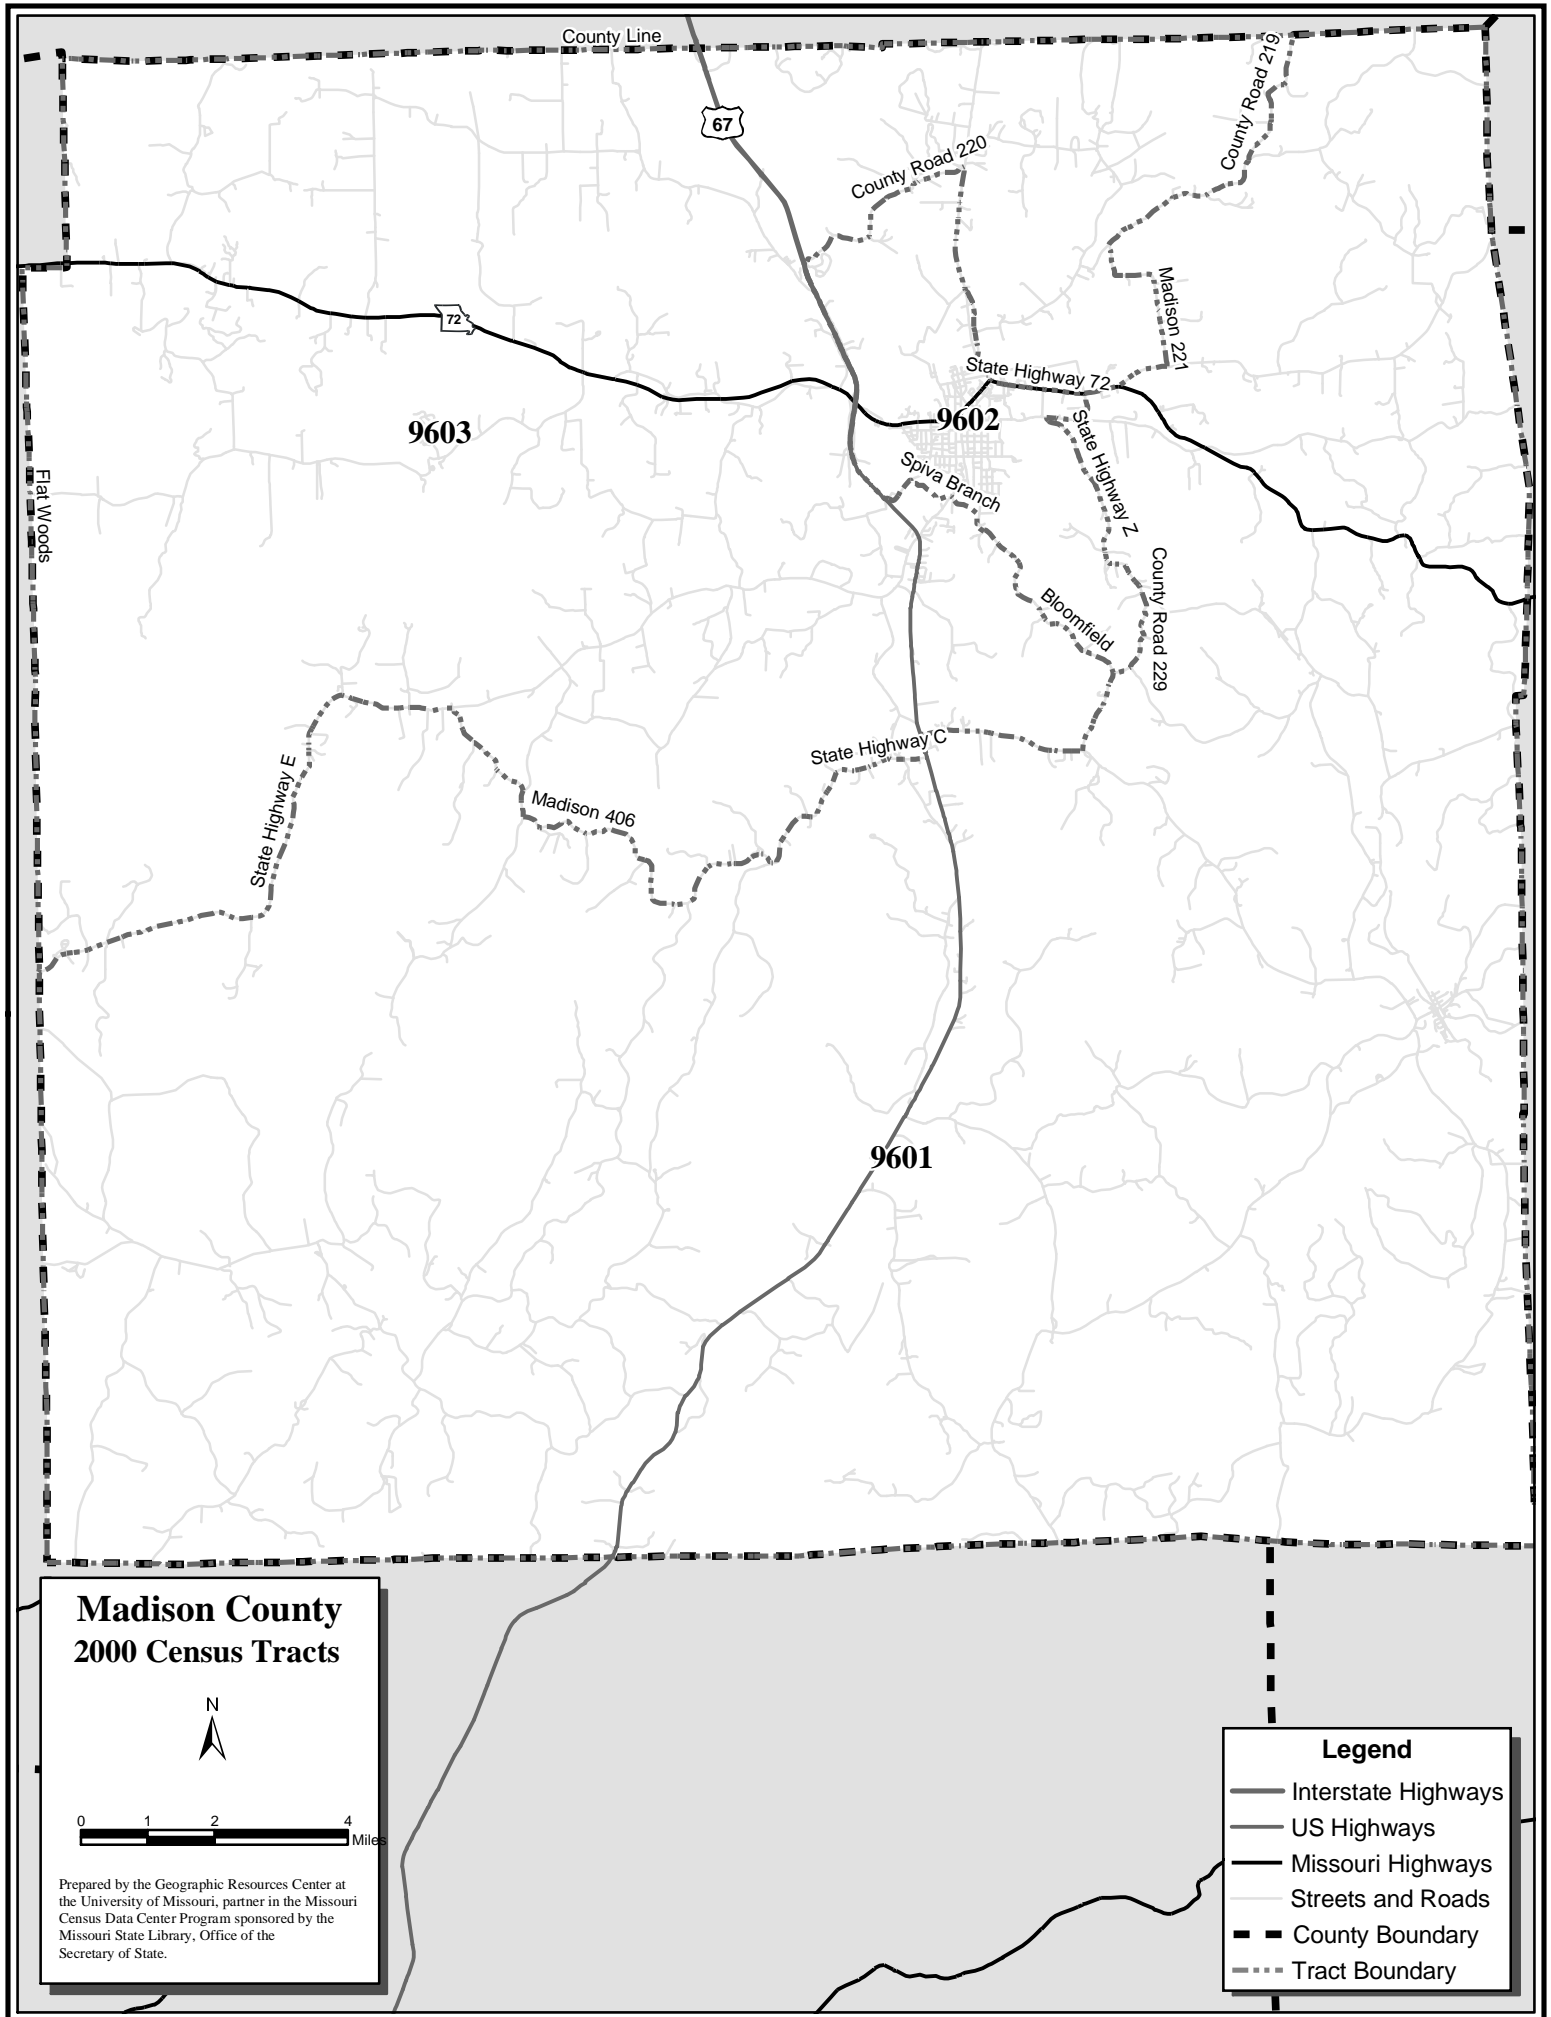 County Line
67
County Road 219
County Road 220
Madison 221
72
State Highway 72
9603
9602
State Highway Z
Spiva Branch
Flat Woods
County Road 229
Bloomfield
State Highway C
State Highway E
Madison 406
9601
Madison County
2000 Census Tracts
N
0 1 2 4
Miles
Prepared by the Geographic Resources Center at
the University of Missouri, partner in the Missouri
Census Data Center Program sponsored by the
Missouri State Library, Office of the
Secretary of State.
Legend
Interstate Highways
US Highways
Missouri Highways
Streets and Roads
County Boundary
Tract Boundary